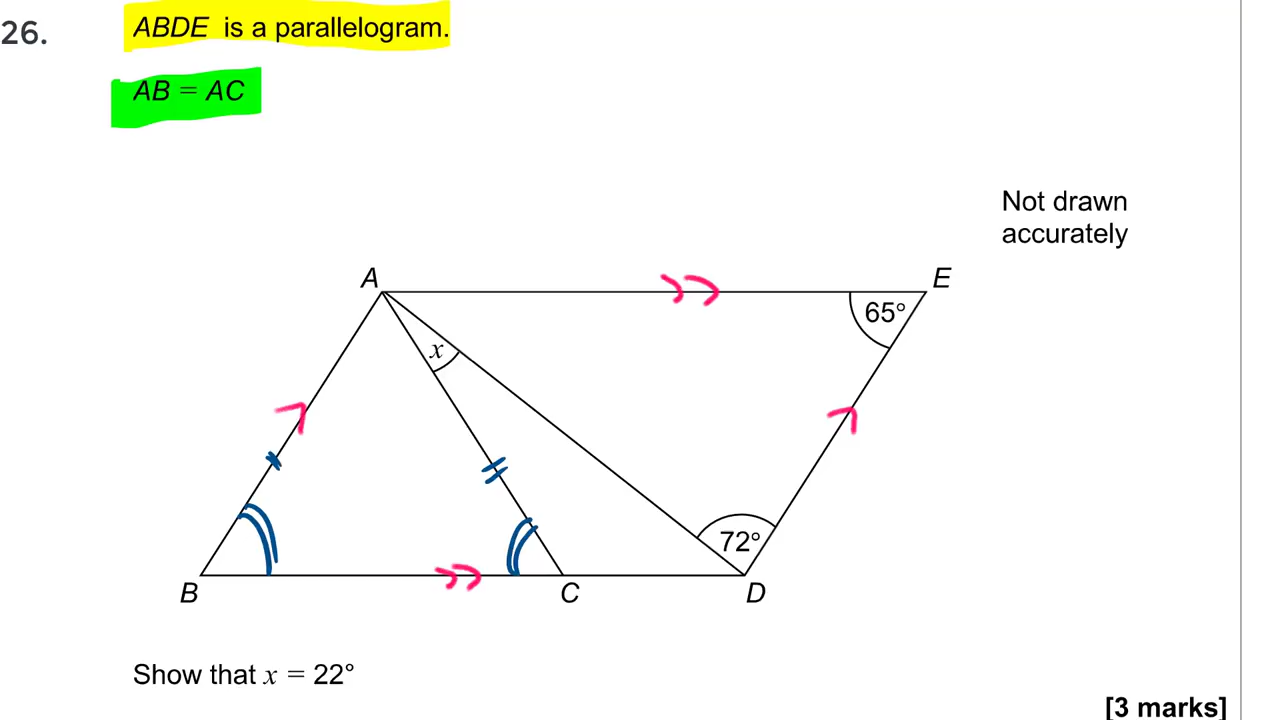 26.
ABDE is a parallelogram.
AB = AC
Not drawn
accurately
A
E
65°
x
72°
B
C
D
Show that x = 22°
[3 marks]